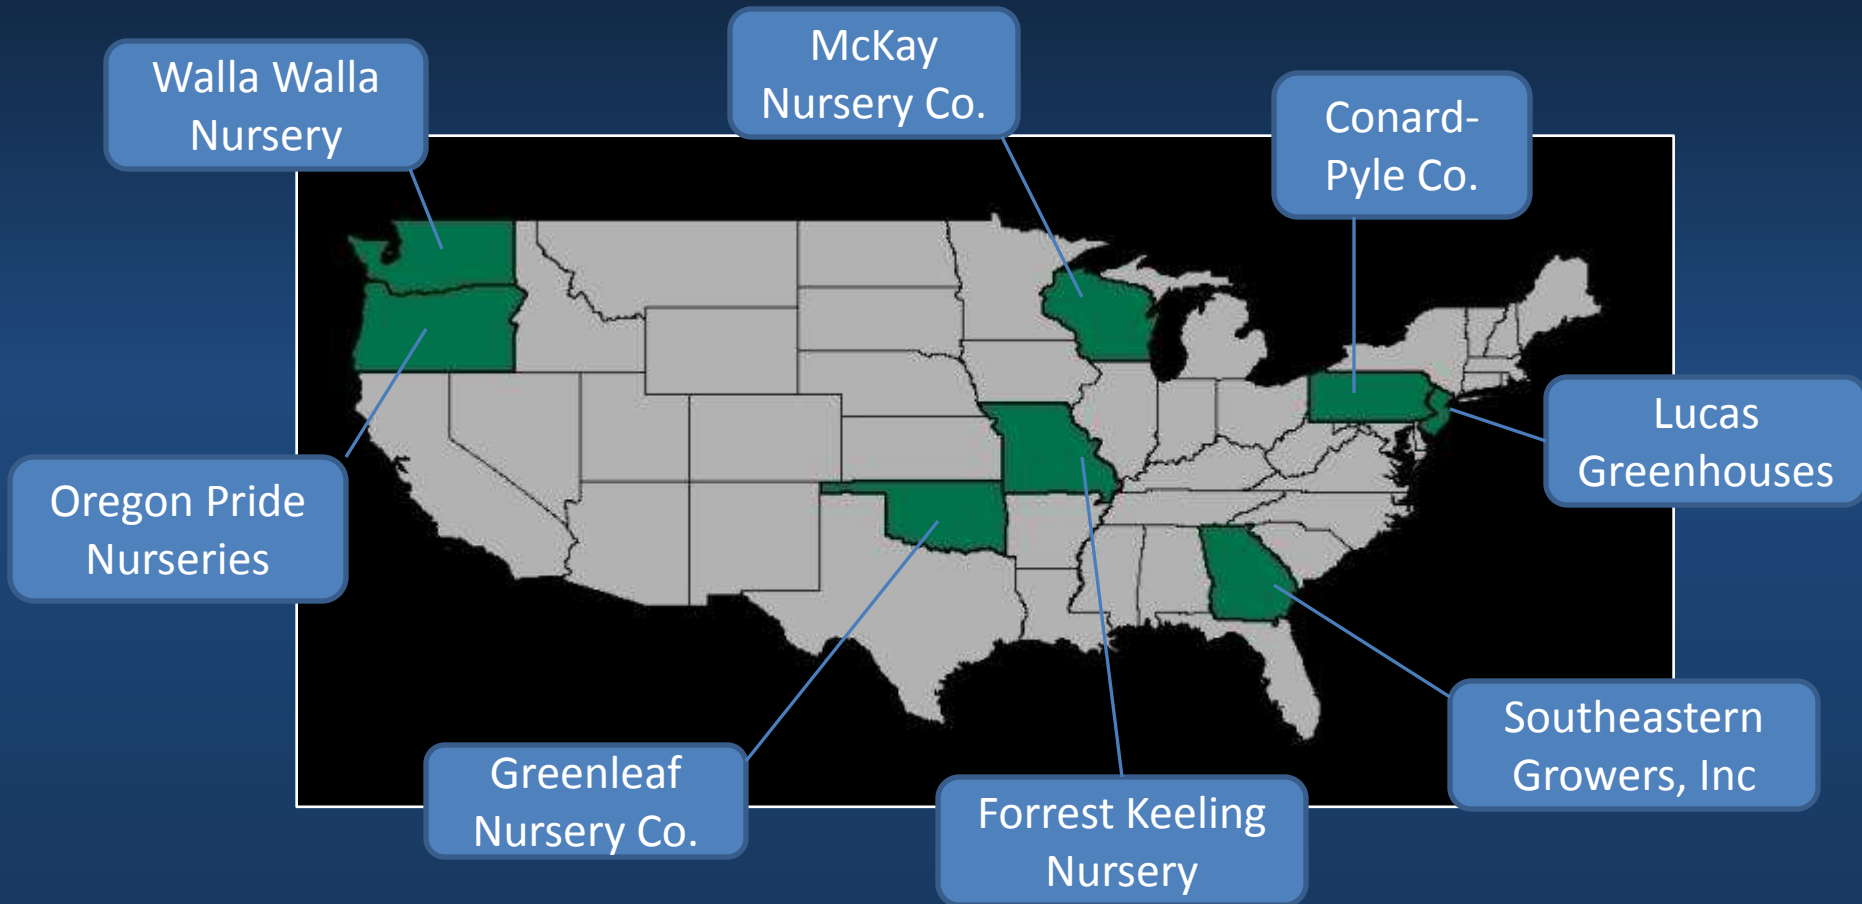 Walla Walla
Nursery
McKay
Nursery Co.
Conard-
Pyle Co.
Lucas
Greenhouses
Oregon Pride
Nurseries
Southeastern
Growers, Inc
Greenleaf
Nursery Co.
Forrest Keeling
Nursery